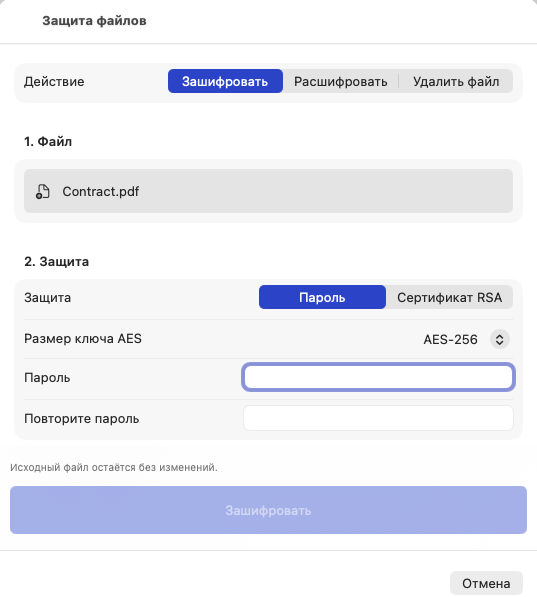 Защита файлов
Действие
Зашифровать
Расшифровать
Удалить файл
1. Файл
Contract.pdf
2. Защита
Защита
Пароль
Сертификат RSA
Размер ключа AES
AES-256
Пароль
Повторите пароль
Исходный файл остаётся без изменений.
Зашифровать
Отмена